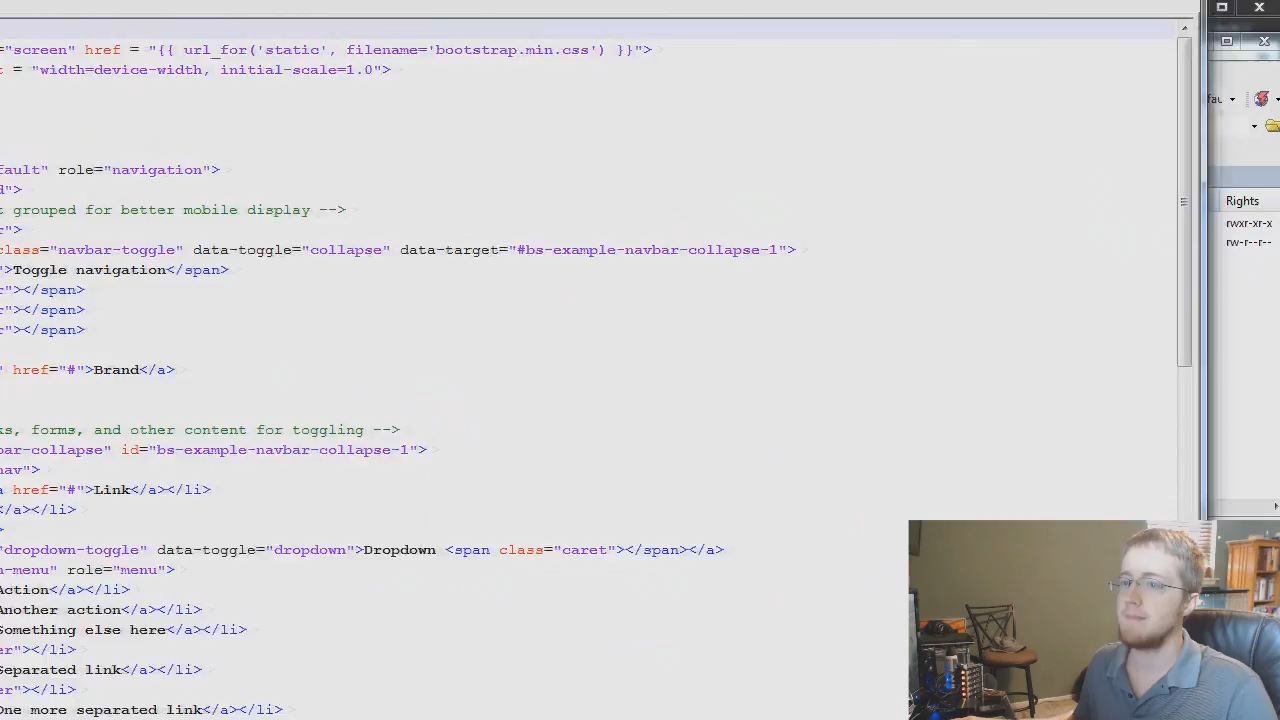 ="screen" href = "{{ url_for('static', filename='bootstrap.min.css') }}">
t = "width=device-width, initial-scale=1.0">
fault" role="navigation">
d">
t grouped for better mobile display -->
r">
class="navbar-toggle" data-toggle="collapse" data-target="#bs-example-navbar-collapse-1">
">Toggle navigation</span>
r"></span>
r"></span>
r"></span>
" href="#">Brand</a>
ks, forms, and other content for toggling -->
bar-collapse" id="bs-example-navbar-collapse-1">
nav">
a href="#">Link</a></li>
</a></li>
>
"dropdown-toggle" data-toggle="dropdown">Dropdown <span class="caret"></span></a>
n-menu" role="menu">
Action</a></li>
Another action</a></li>
Something else here</a></li>
er"></li>
Separated link</a></li>
er"></li>
One more separated link</a></li>
fau
Rights
rwxr-xr-x
rw-r--r--